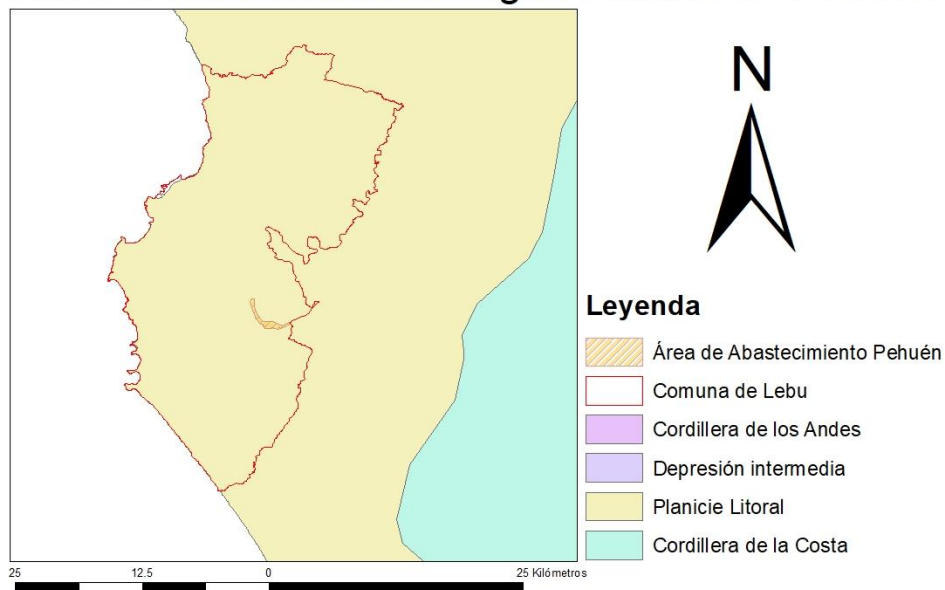 N
Leyenda
Área de Abastecimiento Pehuén
Comuna de Lebu
Cordillera de los Andes
Depresión intermedia
Planicie Litoral
Cordillera de la Costa
25 12.5 0 25 Kilómetros